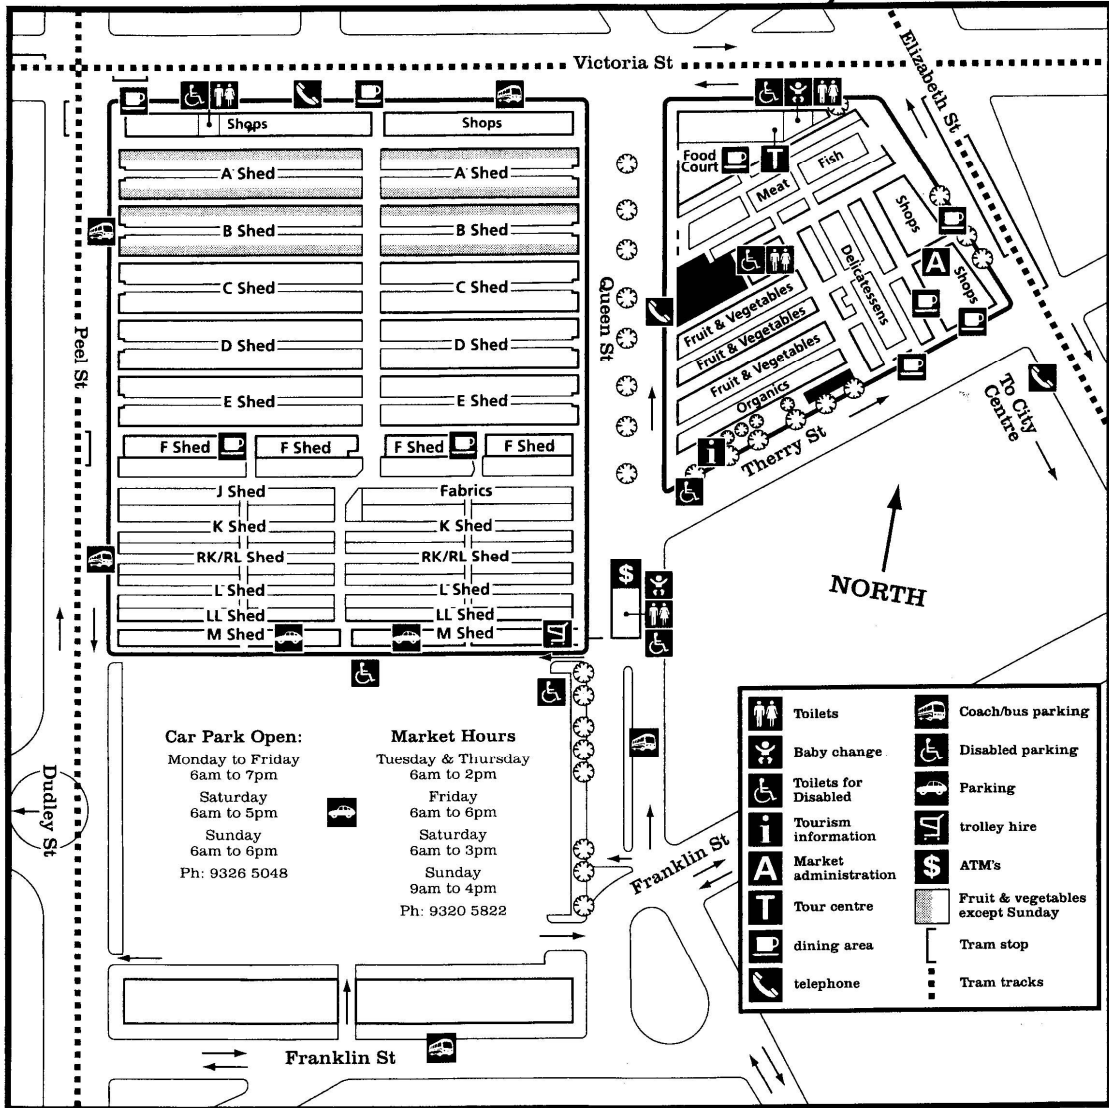 Victoria St
Elizabeth St
Shops
Shops
A Shed
A Shed
B Shed
B Shed
C Shed
C Shed
D Shed
D Shed
E Shed
E Shed
F Shed
F Shed
F Shed
F Shed
J Shed
Fabrics
K Shed
K Shed
RK/RL Shed
RK/RL Shed
L Shed
L Shed
LL Shed
LL Shed
M Shed
M Shed
Peel St
Queen St
Food
Court
T
Fish
Meat
Shops
A
Shops
Delicatessens
Fruit & Vegetables
Fruit & Vegetables
Fruit & Vegetables
Organics
i
Therry St
To City
Centre
NORTH
$
Car Park Open:
Monday to Friday
6am to 7pm
Saturday
6am to 5pm
Sunday
6am to 6pm
Ph: 9326 5048
Market Hours
Tuesday & Thursday
6am to 2pm
Friday
6am to 6pm
Saturday
6am to 3pm
Sunday
9am to 4pm
Ph: 9320 5822
Dudley St
Franklin St
Franklin St
Toilets
Baby change
Toilets for
Disabled
i Tourism
information
A Market
administration
T Tour centre
dining area
telephone
Coach/bus parking
Disabled parking
Parking
trolley hire
$ ATM's
Fruit & vegetables
except Sunday
Tram stop
Tram tracks